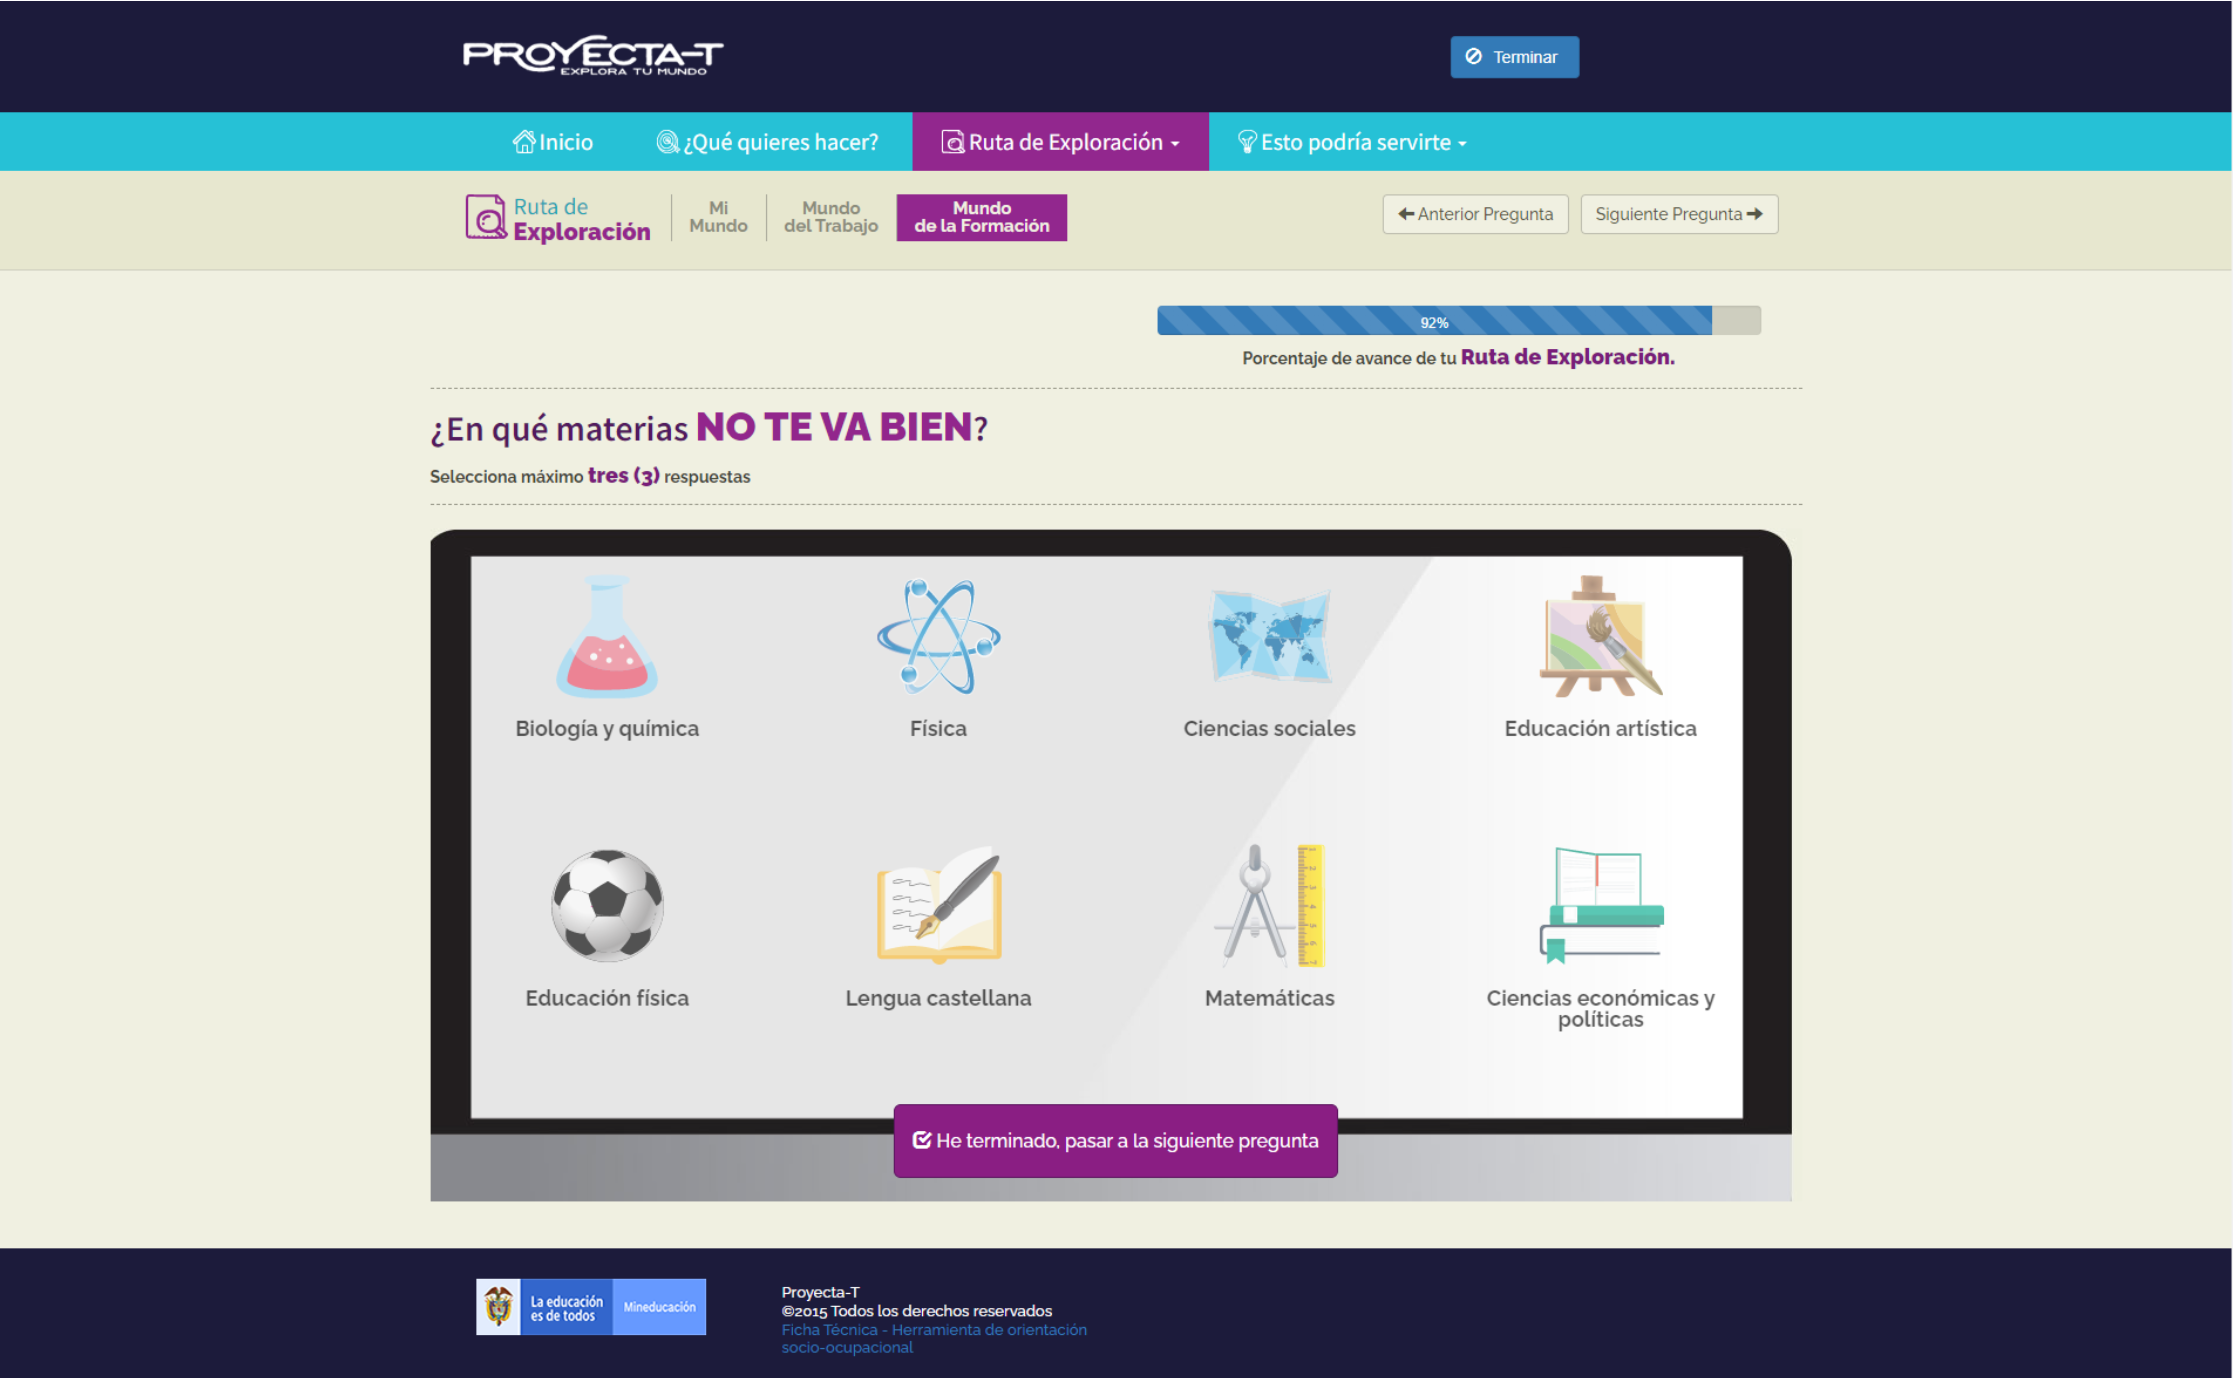 PROYECTA-T
EXPLORA TU MUNDO
Terminar
Inicio
¿Qué quieres hacer?
Ruta de Exploración
Esto podría servirte
Ruta de
Exploración
Mi
Mundo
Mundo
del Trabajo
Mundo
de la Formación
Anterior Pregunta
Siguiente Pregunta
92%
Porcentaje de avance de tu Ruta de Exploración.
¿En qué materias NO TE VA BIEN?
Selecciona máximo tres (3) respuestas
Biología y química
Física
Ciencias sociales
Educación artística
Educación física
Lengua castellana
Matemáticas
Ciencias económicas y
políticas
He terminado, pasar a la siguiente pregunta
La educación
es de todos
Mineducación
Proyecta-T
©2015 Todos los derechos reservados
Ficha Técnica - Herramienta de orientación
socio-ocupacional